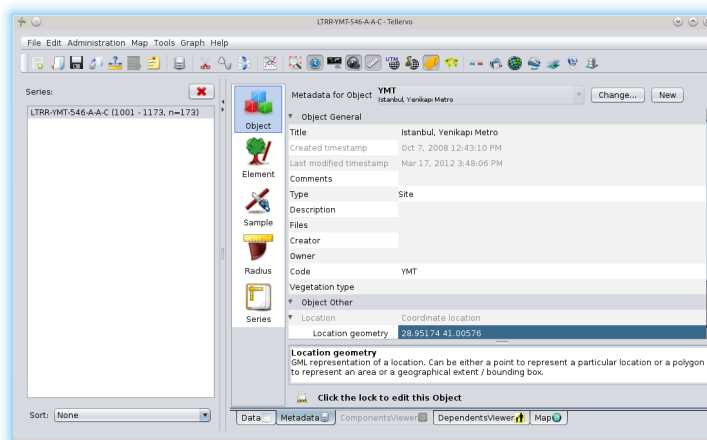 LTRR-YMT-546-A-A-C - Tellervo
File Edit Administration Map Tools Graph Help
Series:
LTRR-YMT-546-A-A-C (1001 - 1173, n=173)
Sort: None
Object
Element
Sample
Radius
Series
Metadata for Object YMT
Istanbul, Yenikapı Metro
Change...
New
Object General
Title Istanbul, Yenikapı Metro
Created timestamp Oct 7, 2008 12:43:10 PM
Last modified timestamp Mar 17, 2012 3:48:06 PM
Comments
Type Site
Description
Files
Creator
Owner
Code YMT
Vegetation type
Object Other
Location Coordinate location
Location geometry 28.95174 41.00576
Location geometry
GML representation of a location. Can be either a point to represent a particular location or a polygon
to represent an area or a geographical extent / bounding box.
Click the lock to edit this Object
Data Metadata ComponentsViewer DependentsViewer Map